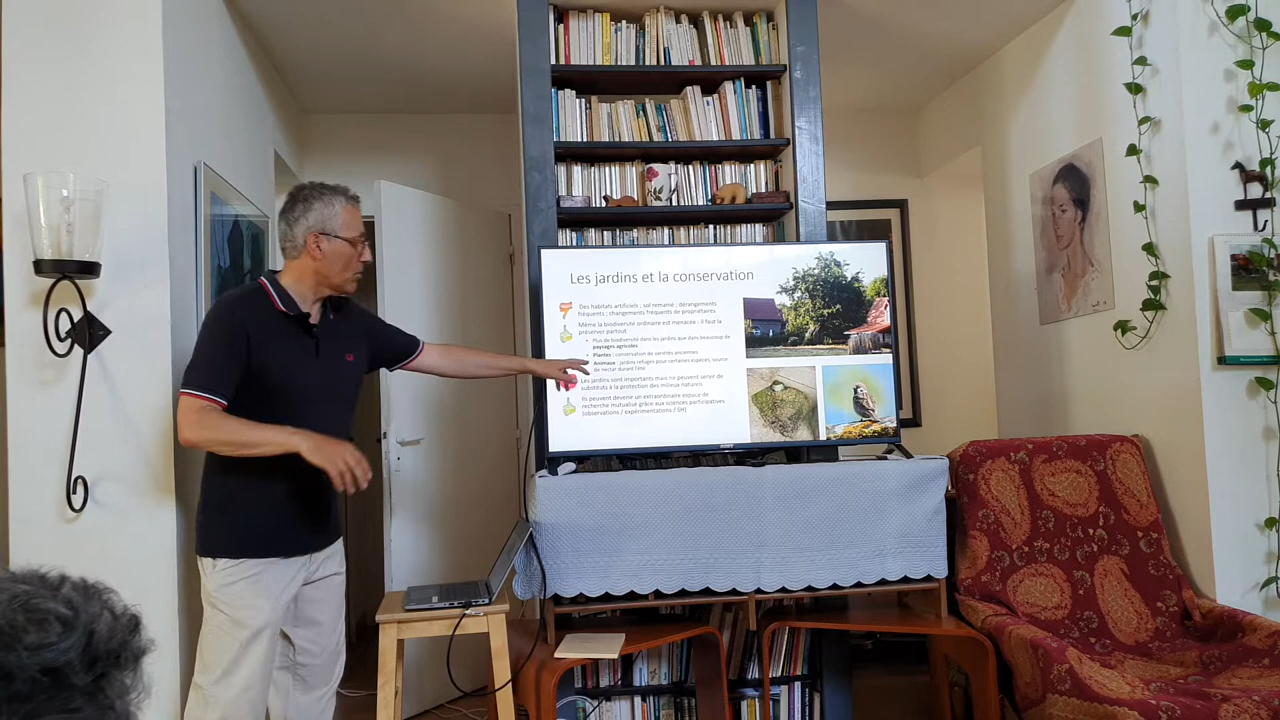 Les jardins et la conservation
Des habitats artificiels ; sol remanié ; dérangements
fréquents ; changements fréquents de propriétaires
Même la biodiversité ordinaire est menacée : il faut la
préserver partout
• Plus de biodiversité dans les jardins que dans beaucoup de
paysages agricoles
• Plantes : conservation de variétés anciennes
Animaux : jardins refuges pour certaines espèces, source
de nectar durant l'été
Les jardins sont importants mais ne peuvent servir de
substituts à la protection des milieux naturels
Ils peuvent devenir un extraordinaire espace de
recherche mutualisé grâce aux sciences participatives
(observations / expérimentations / SH)